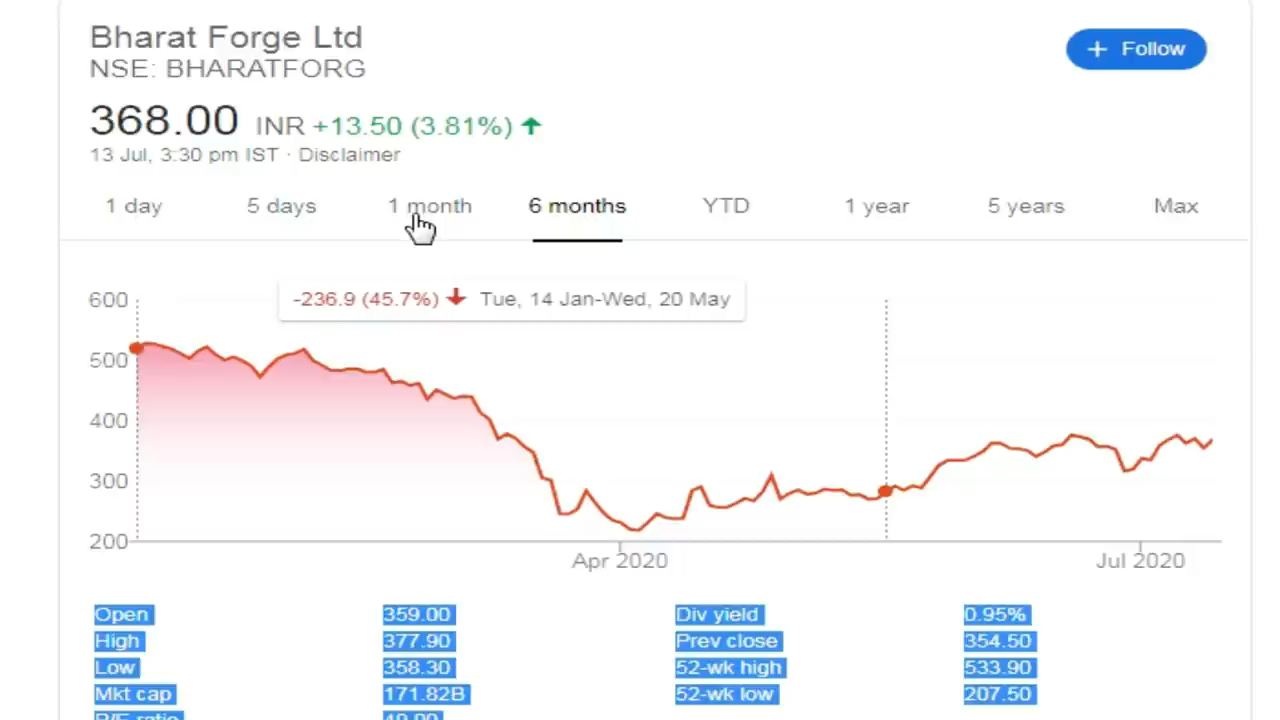 Bharat Forge Ltd
NSE: BHARATFORG
+ Follow
368.00 INR +13.50 (3.81%)
13 Jul, 3:30 pm IST · Disclaimer
1 day 5 days 1 month 6 months YTD 1 year 5 years Max
-236.9 (45.7%) Tue, 14 Jan-Wed, 20 May
600
500
400
300
200
Apr 2020 Jul 2020
Open 359.00 Div yield 0.95%
High 377.90 Prev close 354.50
Low 358.30 52-wk high 533.90
Mkt cap 171.82B 52-wk low 207.50
P/E ratio